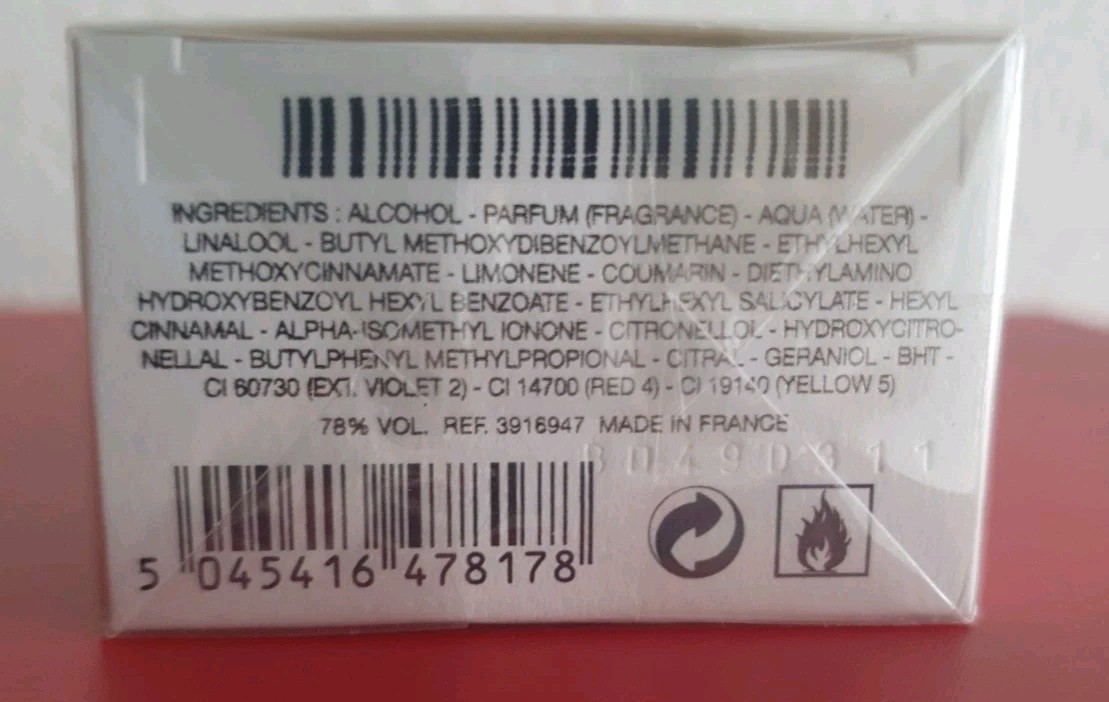 INGREDIENTS : ALCOHOL - PARFUM (FRAGRANCE) - AQUA (WATER) -
LINALOOL - BUTYL METHOXYDIBENZOYLMETHANE - ETHYLHEXYL
METHOXYCINNAMATE - LIMONENE - COUMARIN - DIETHYLAMINO
HYDROXYBENZOYL HEXYL BENZOATE - ETHYLHEXYL SALICYLATE - HEXYL
CINNAMAL - ALPHA-ISOMETHYL IONONE - CITRONELLOL - HYDROXYCITRO-
NELLAL - BUTYLPHENYL METHYLPROPIONAL - CITRAL - GERANIOL - BHT -
CI 60730 (EXT. VIOLET 2) - CI 14700 (RED 4) - CI 19140 (YELLOW 5)
78% VOL. REF. 3916947 MADE IN FRANCE
5 045416 478178